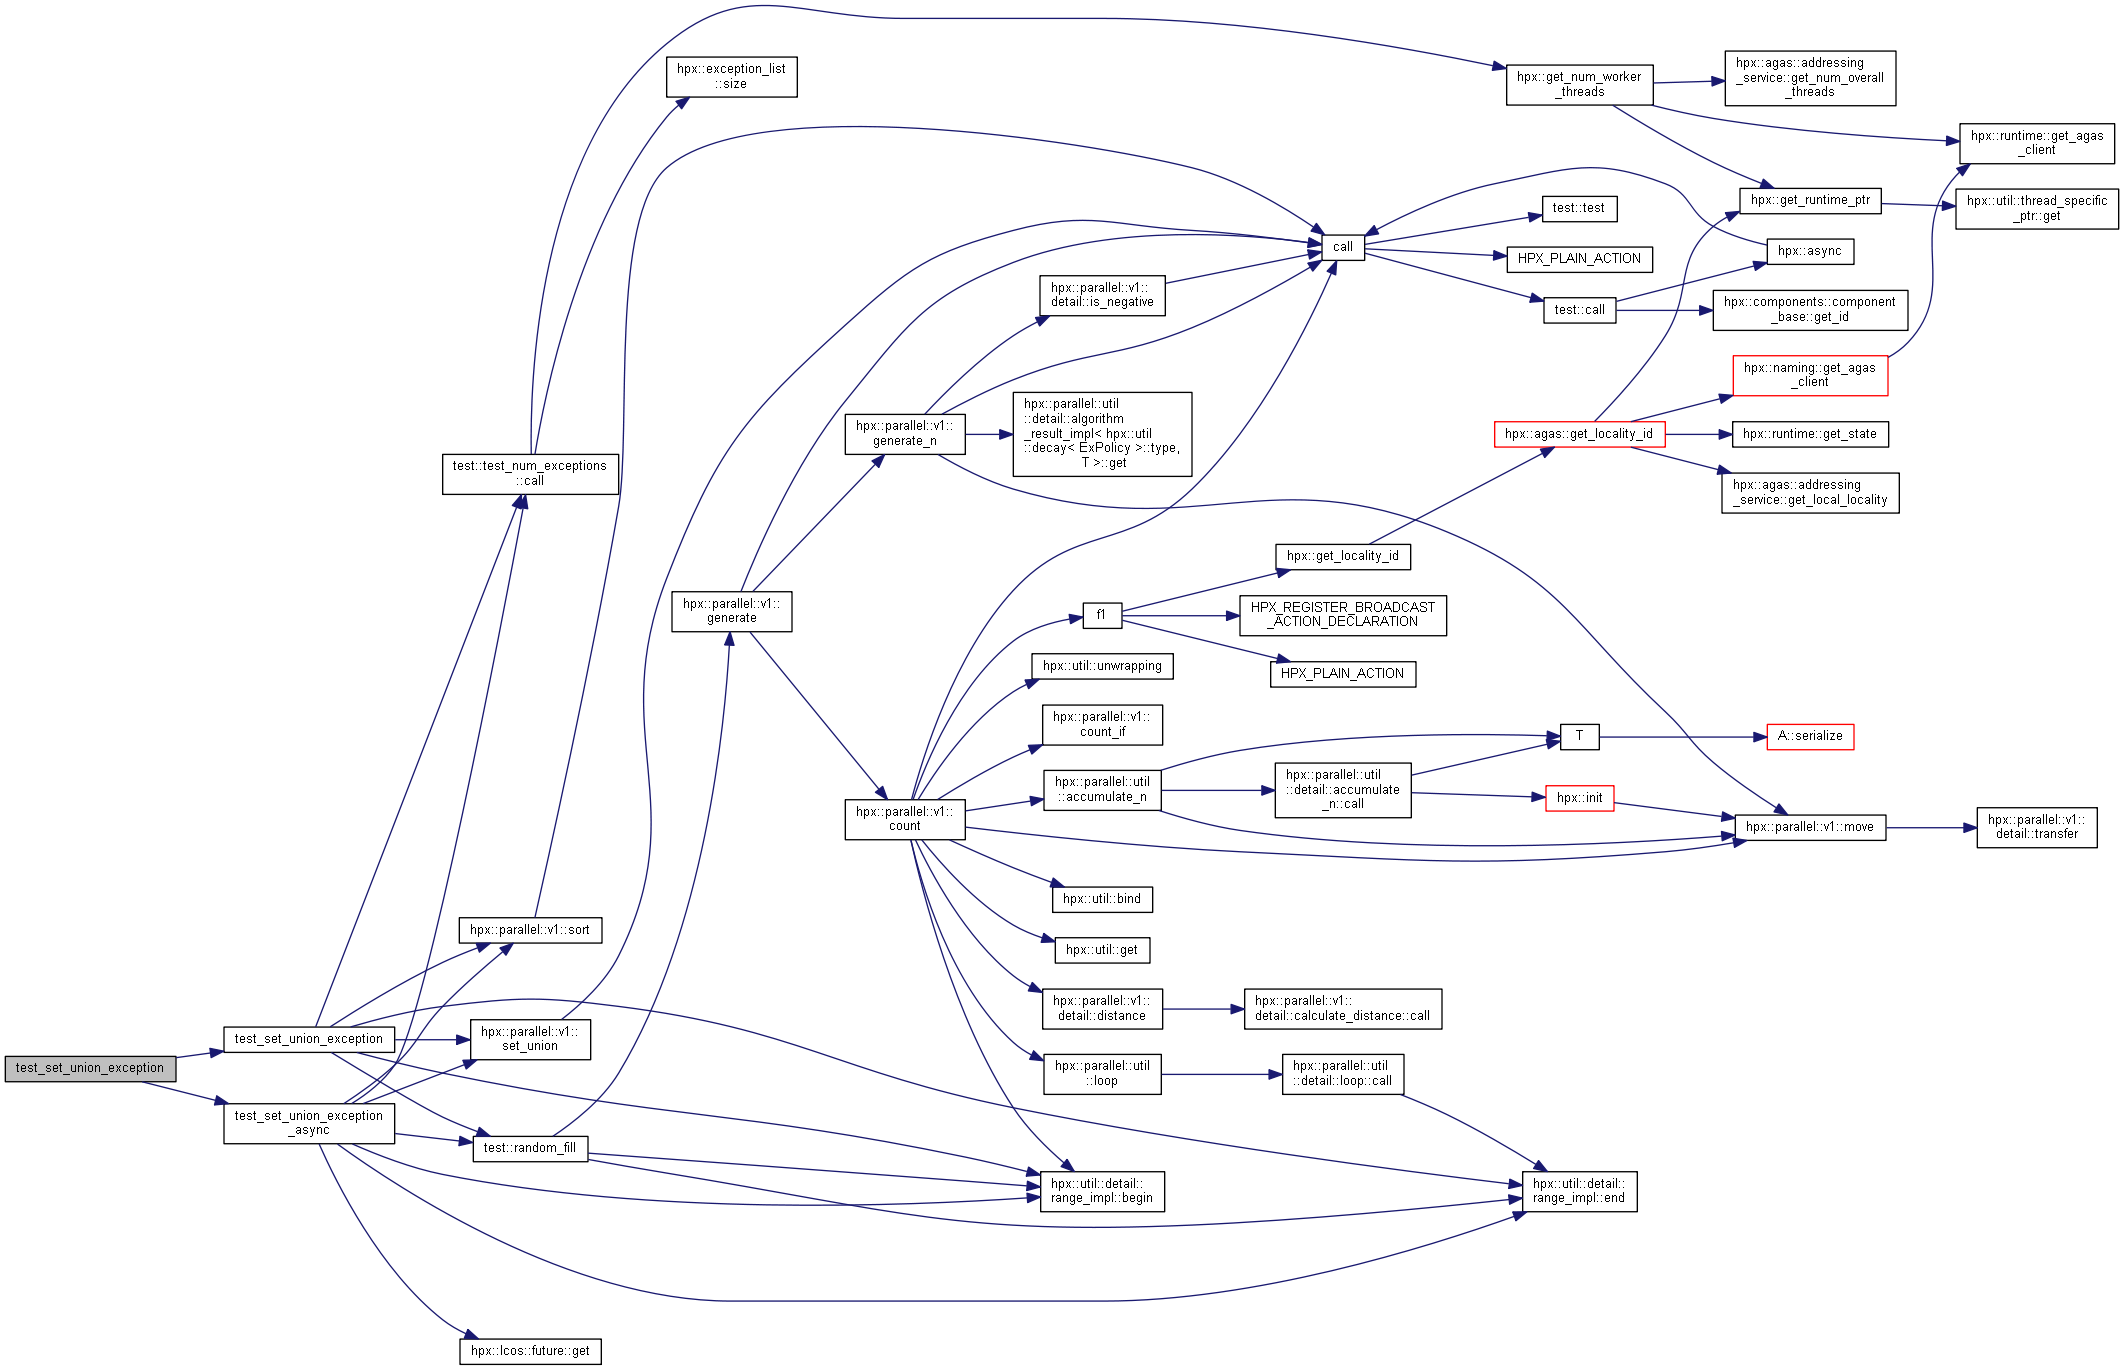 test_set_union_exception
test_set_union_exception
test_set_union_exception
_async
test::test_num_exceptions
::call
hpx::parallel::v1::sort
hpx::parallel::v1::
set_union
test::random_fill
hpx::lcos::future::get
hpx::exception_list
::size
hpx::parallel::v1::
generate
hpx::parallel::v1::
generate_n
hpx::parallel::v1::
count
hpx::parallel::v1::
detail::is_negative
hpx::parallel::util
::detail::algorithm
_result_impl< hpx::util
::decay< ExPolicy >::type,
T >::get
f1
hpx::util::unwrapping
hpx::parallel::v1::
count_if
hpx::parallel::util
::accumulate_n
hpx::util::bind
hpx::util::get
hpx::parallel::v1::
detail::distance
hpx::parallel::util
::loop
hpx::util::detail::
range_impl::begin
call
hpx::get_locality_id
HPX_REGISTER_BROADCAST
_ACTION_DECLARATION
HPX_PLAIN_ACTION
hpx::parallel::util
::detail::accumulate
_n::call
hpx::parallel::v1::
detail::calculate_distance::call
hpx::parallel::util
::detail::loop::call
hpx::get_num_worker
_threads
test::test
HPX_PLAIN_ACTION
test::call
hpx::agas::get_locality_id
T
hpx::init
hpx::util::detail::
range_impl::end
hpx::agas::addressing
_service::get_num_overall
_threads
hpx::get_runtime_ptr
hpx::async
hpx::components::component
_base::get_id
hpx::naming::get_agas
_client
hpx::runtime::get_state
hpx::agas::addressing
_service::get_local_locality
A::serialize
hpx::parallel::v1::move
hpx::runtime::get_agas
_client
hpx::util::thread_specific
_ptr::get
hpx::parallel::v1::
detail::transfer